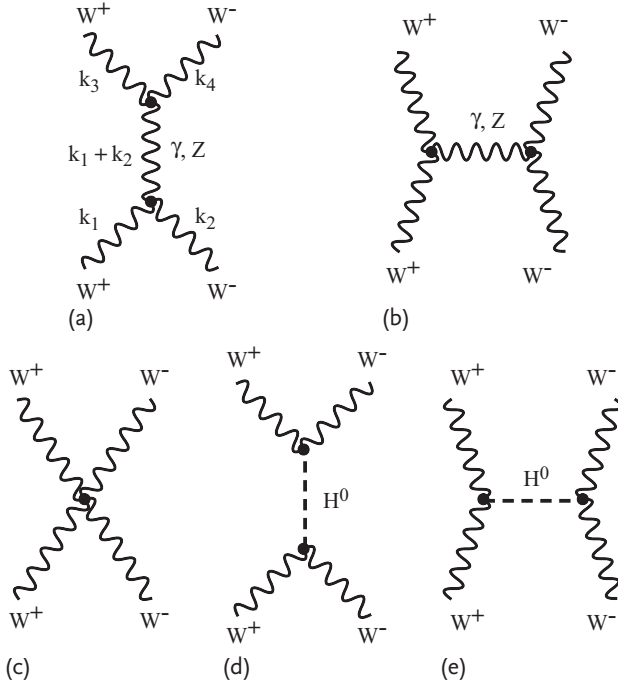 W⁺ W⁻
k₃ k₄
k₁ + k₂ γ, Z
k₁ k₂
W⁺ W⁻
(a)
W⁺ W⁻
γ, Z
W⁺ W⁻
(b)
W⁺ W⁻
W⁺ W⁻
(c)
W⁺ W⁻
H⁰
W⁺ W⁻
(d)
W⁺ W⁻
H⁰
W⁺ W⁻
(e)